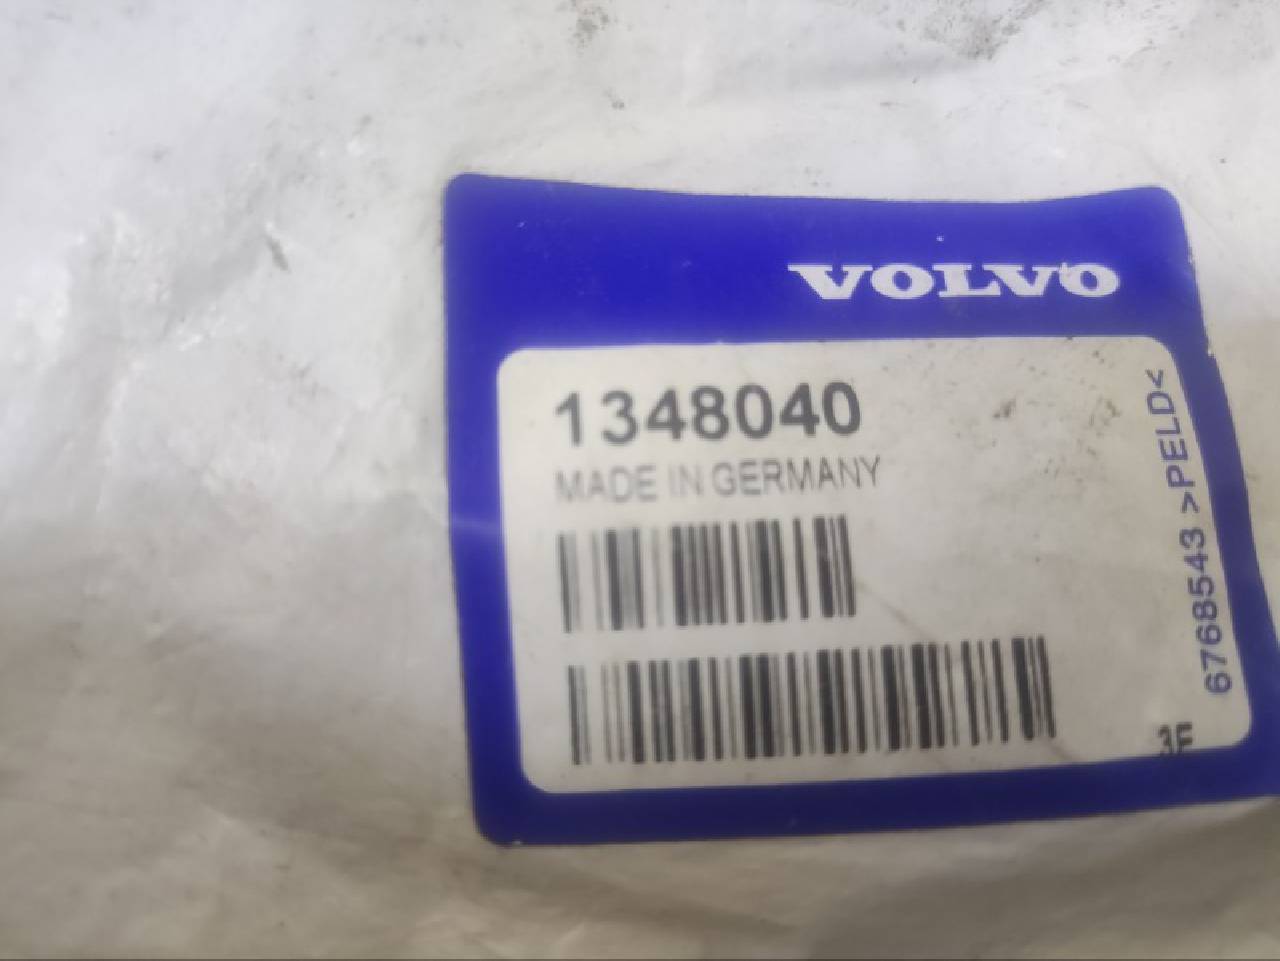 VOLVO
1348040
MADE IN GERMANY
6768543 >PELD<
3F